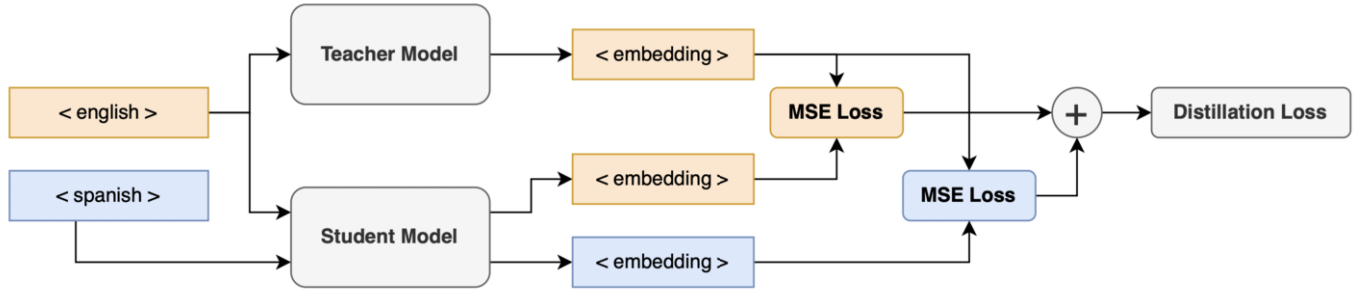 Teacher Model
< embedding >
< english >
MSE Loss
+
Distillation Loss
< spanish >
< embedding >
MSE Loss
Student Model
< embedding >